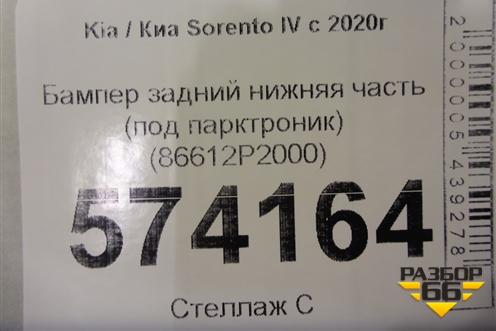 Kia / Киа Sorento IV с 2020г
Бампер задний нижняя часть
(под парктроник)
(86612P2000)
574164
Стеллаж С
2000005439278
РАЗБОР
66